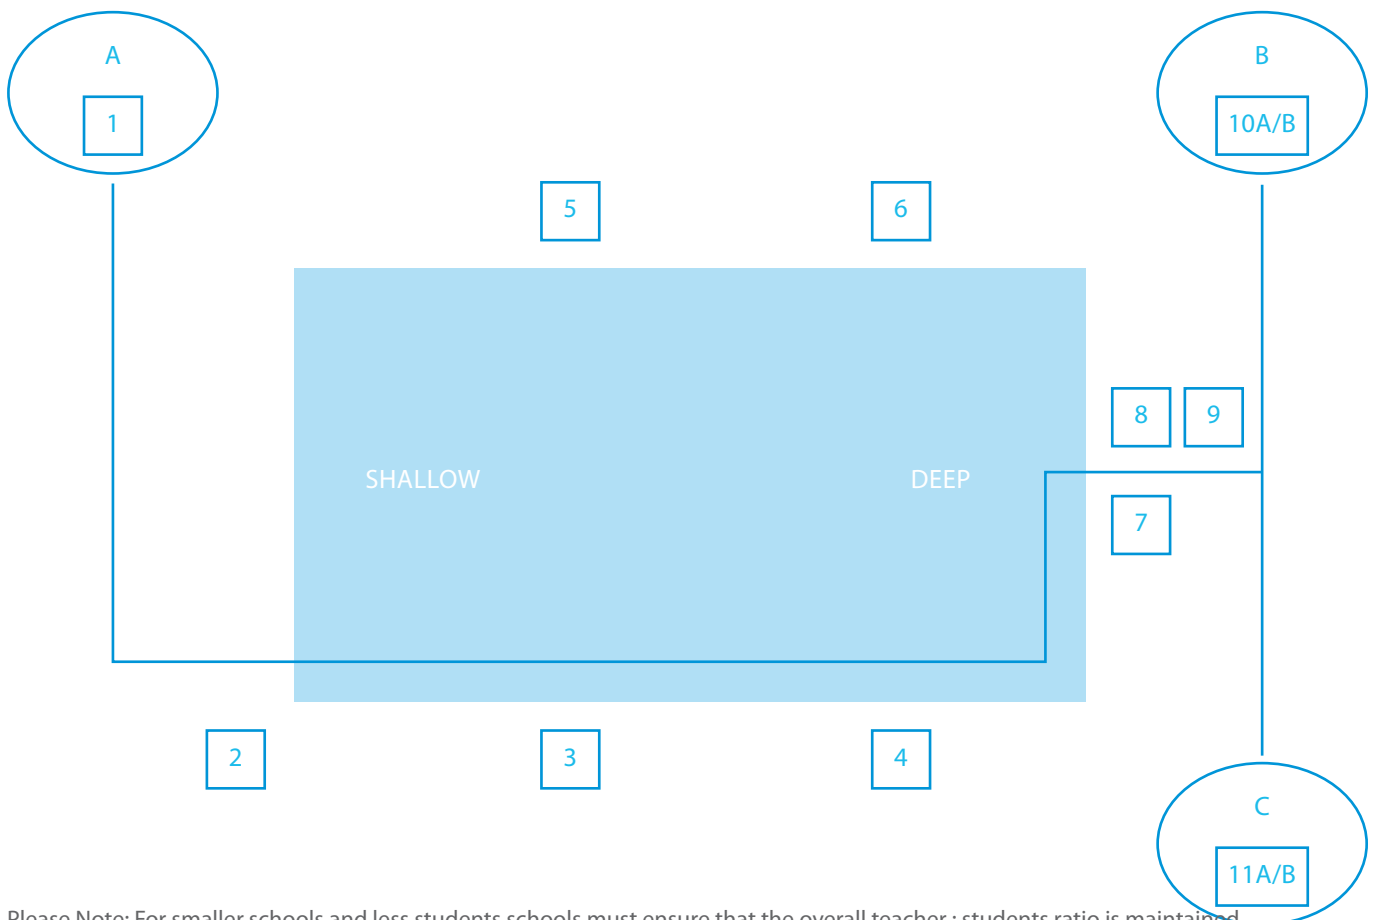 A
B
1
10A/B
5
6
8
9
SHALLOW
DEEP
7
2
3
4
C
11A/B
Please Note: For smaller schools and less students schools must ensure that the overall teacher : students ratio is maintained